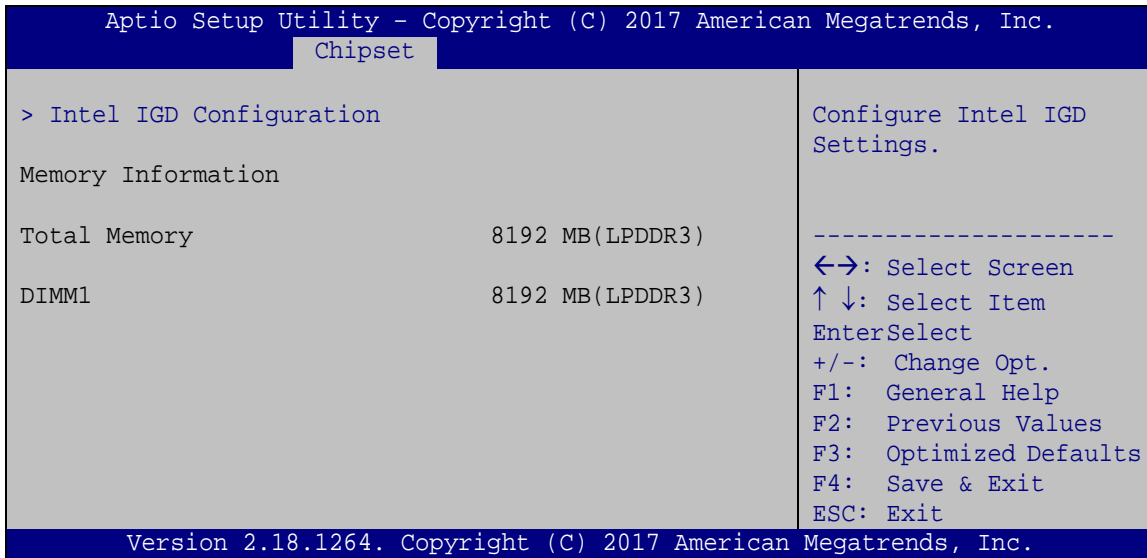 Aptio Setup Utility – Copyright (C) 2017 American Megatrends, Inc.
Chipset
> Intel IGD Configuration
Memory Information
Total Memory 8192 MB(LPDDR3)
DIMM1 8192 MB(LPDDR3)
Configure Intel IGD
Settings.
---------------------
←→: Select Screen
↑ ↓: Select Item
EnterSelect
+/-: Change Opt.
F1: General Help
F2: Previous Values
F3: Optimized Defaults
F4: Save & Exit
ESC: Exit
Version 2.18.1264. Copyright (C) 2017 American Megatrends, Inc.